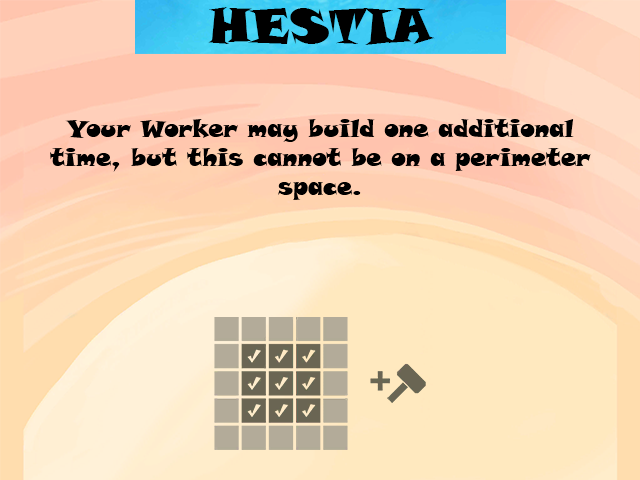 HESTIA
Your Worker may build one additional
time, but this cannot be on a perimeter
space.